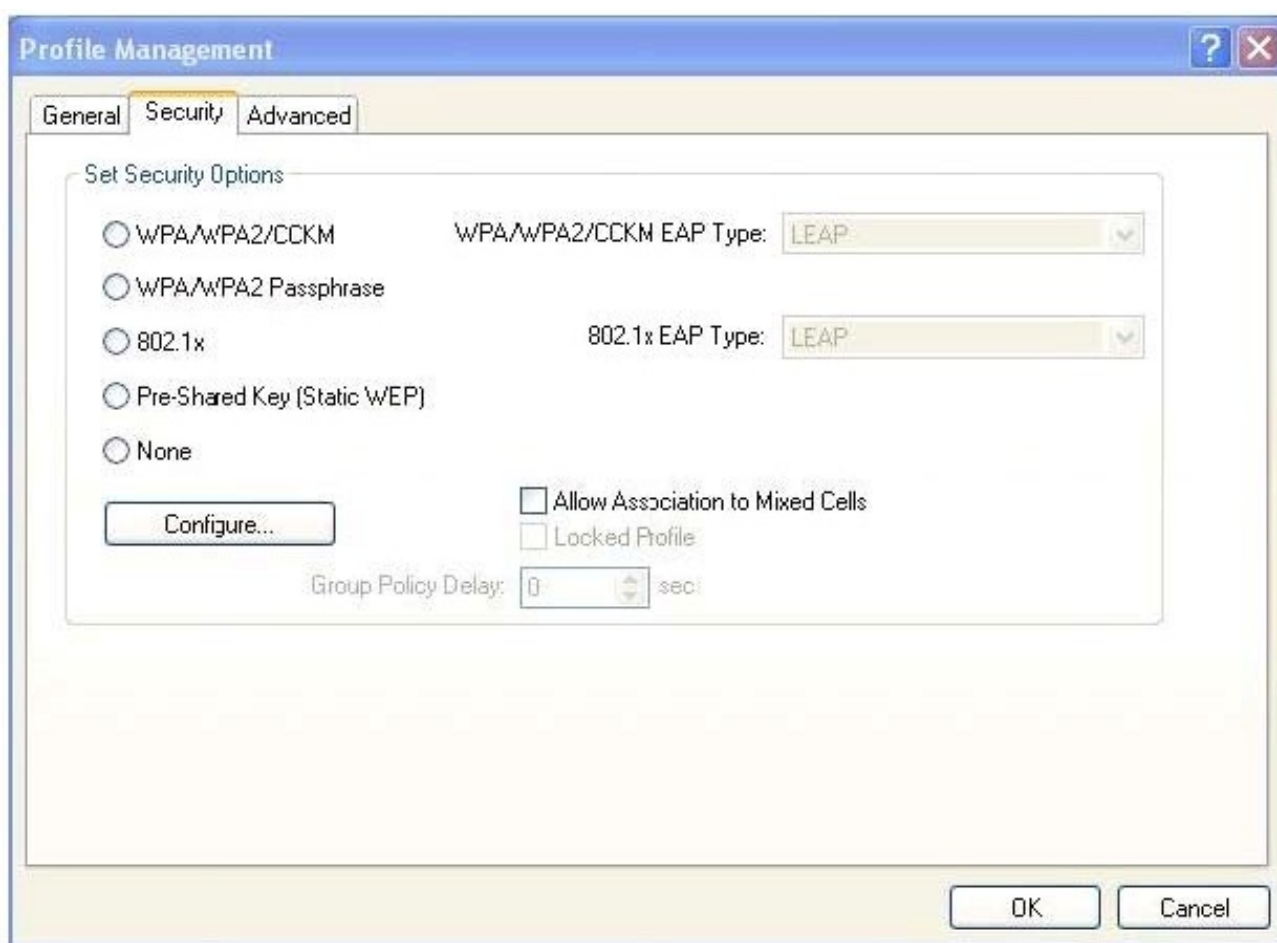 Profile Management
General Security Advanced
Set Security Options
WPA/WPA2/CCKM WPA/WPA2/CCKM EAP Type: LEAP
WPA/WPA2 Passphrase
802.1x 802.1x EAP Type: LEAP
Pre-Shared Key (Static WEP)
None
Allow Association to Mixed Cells
Configure...
Locked Profile
Group Policy Delay: 0 sec
OK Cancel